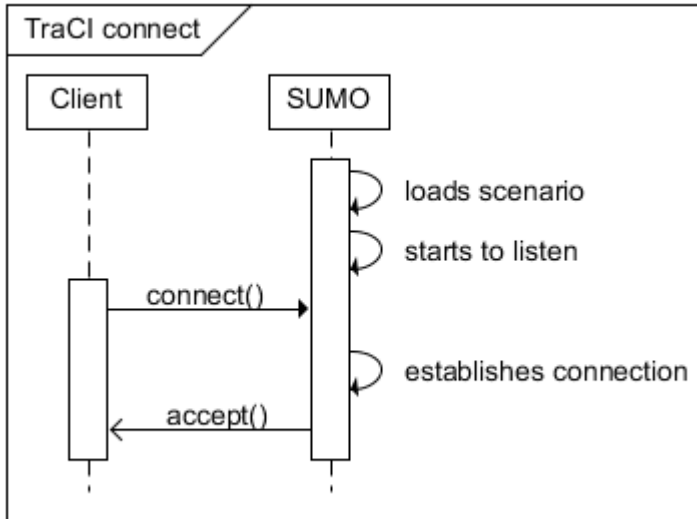 TraCI connect
Client
SUMO
loads scenario
starts to listen
connect()
establishes connection
accept()